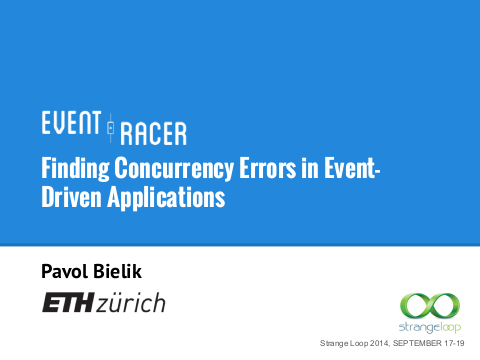 EVENT RACER
Finding Concurrency Errors in Event-
Driven Applications
Pavol Bielik
ETH zürich
strangeloop
Strange Loop 2014, SEPTEMBER 17-19